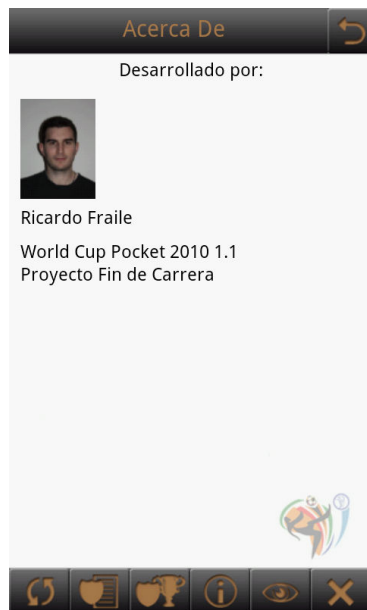 Acerca De
Desarrollado por:
Ricardo Fraile
World Cup Pocket 2010 1.1
Proyecto Fin de Carrera